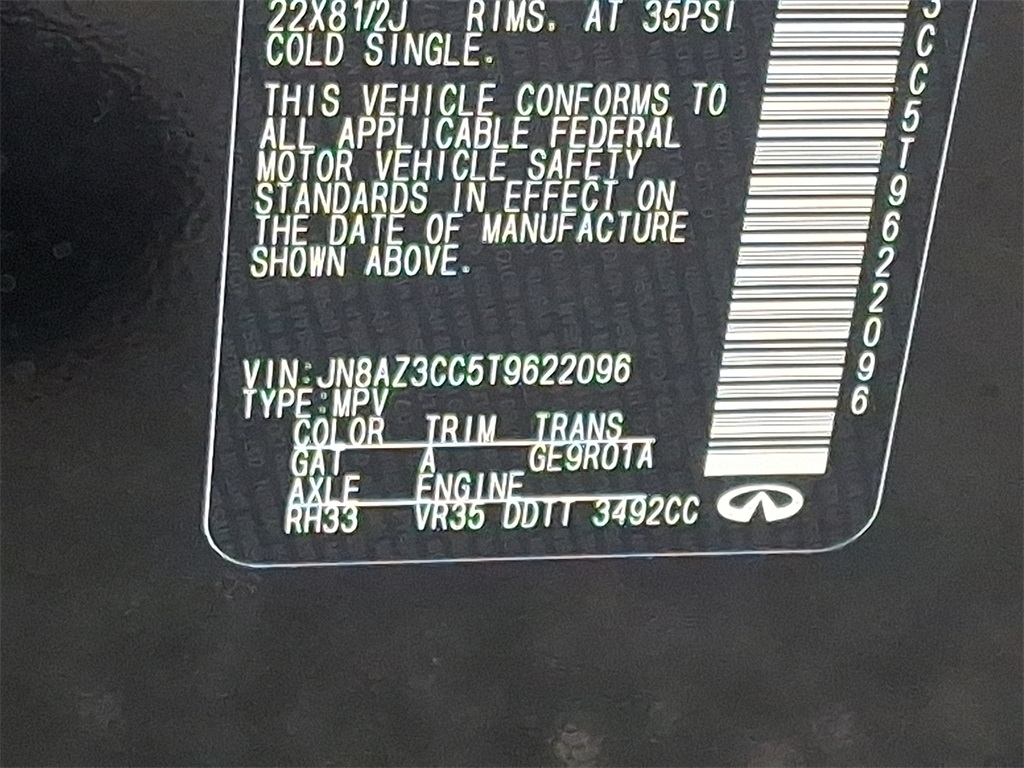 22X81/2J RIMS. AT 35PSI
COLD SINGLE.
THIS VEHICLE CONFORMS TO
ALL APPLICABLE FEDERAL
MOTOR VEHICLE SAFETY
STANDARDS IN EFFECT ON
THE DATE OF MANUFACTURE
SHOWN ABOVE.
VIN:JN8AZ3CC5T9622096
TYPE:MPV
COLOR TRIM TRANS
GAT A GE9R01A
AXLE ENGINE
RH33 VR35 DDTT 3492CC
3CC5T9622096